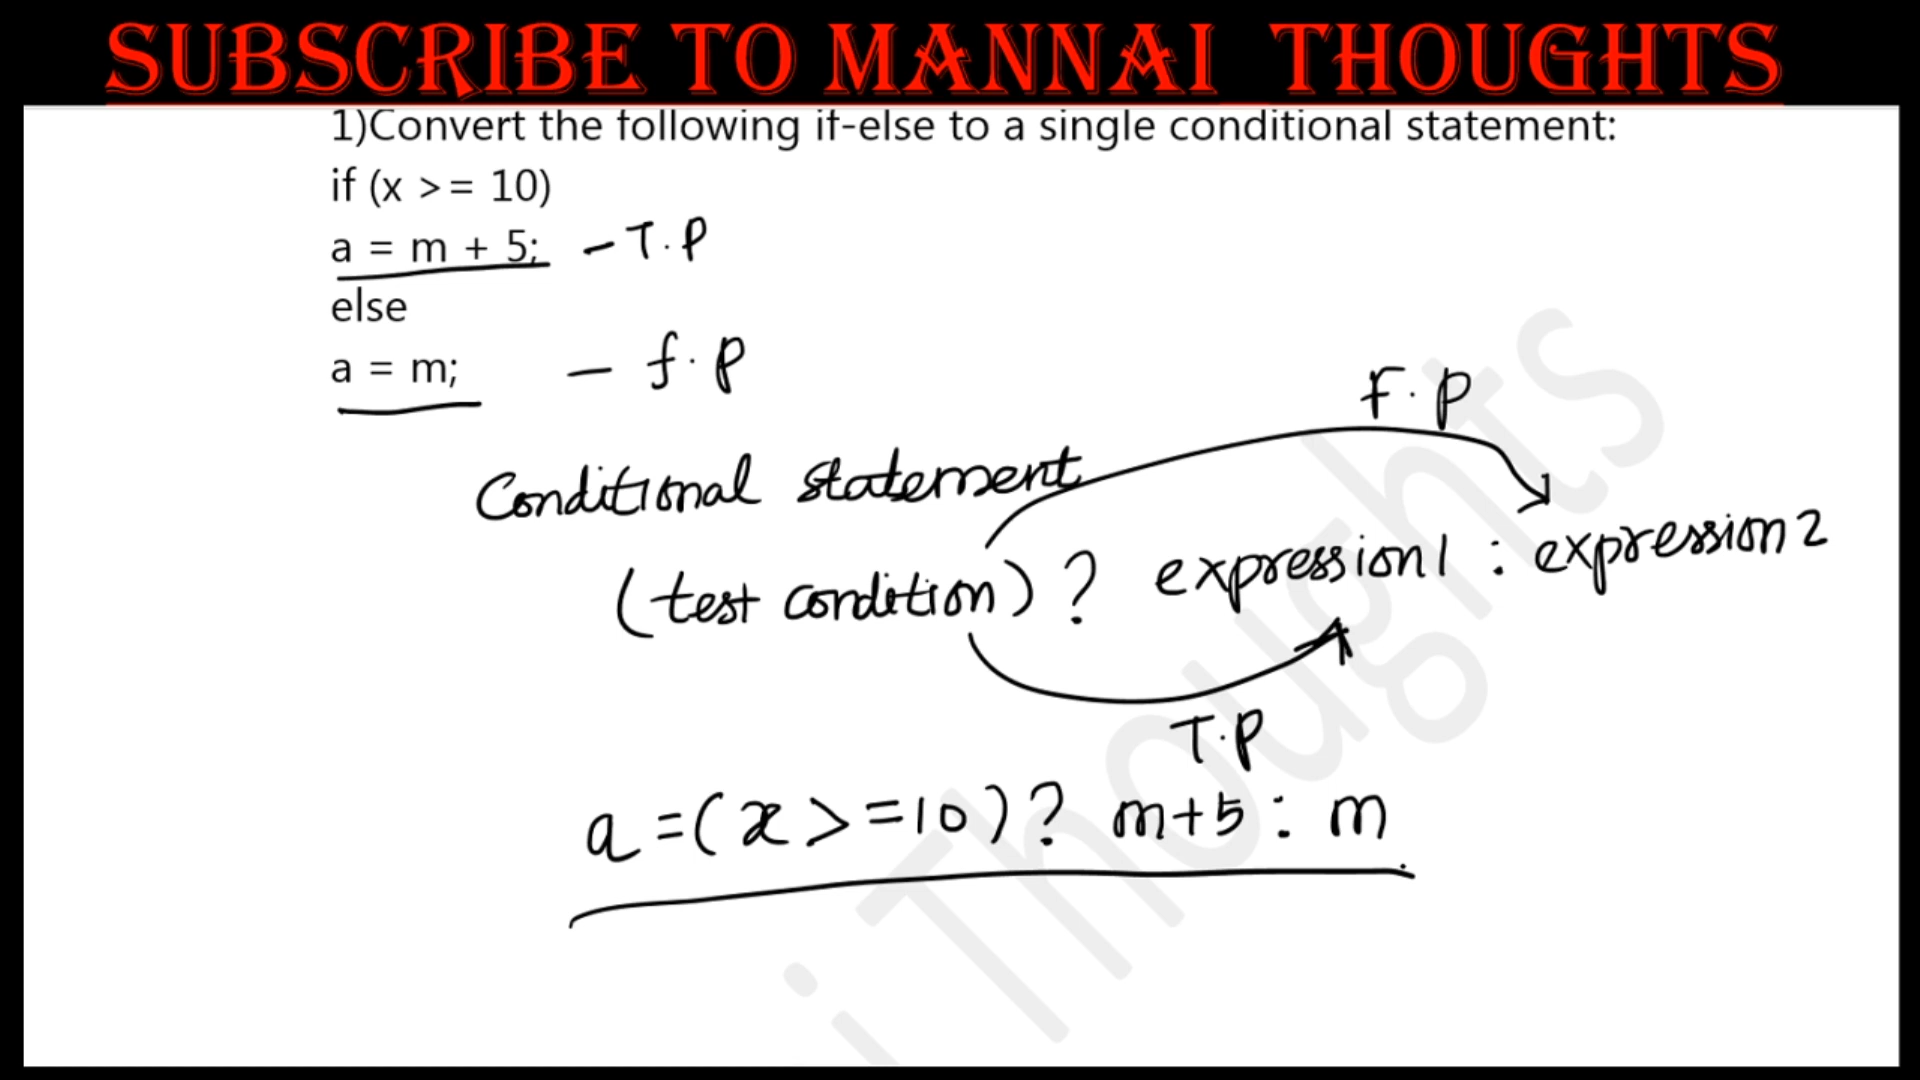 SUBSCRIBE TO MANNAI THOUGHTS
1)Convert the following if-else to a single conditional statement:
if (x >= 10)
a = m + 5; – T.P
else
a = m; – f.p
F.P
Conditional statement
(test condition) ? expression1 : expression2
T.P
a = (x >= 10) ? m+5 : m.
i Thoughts